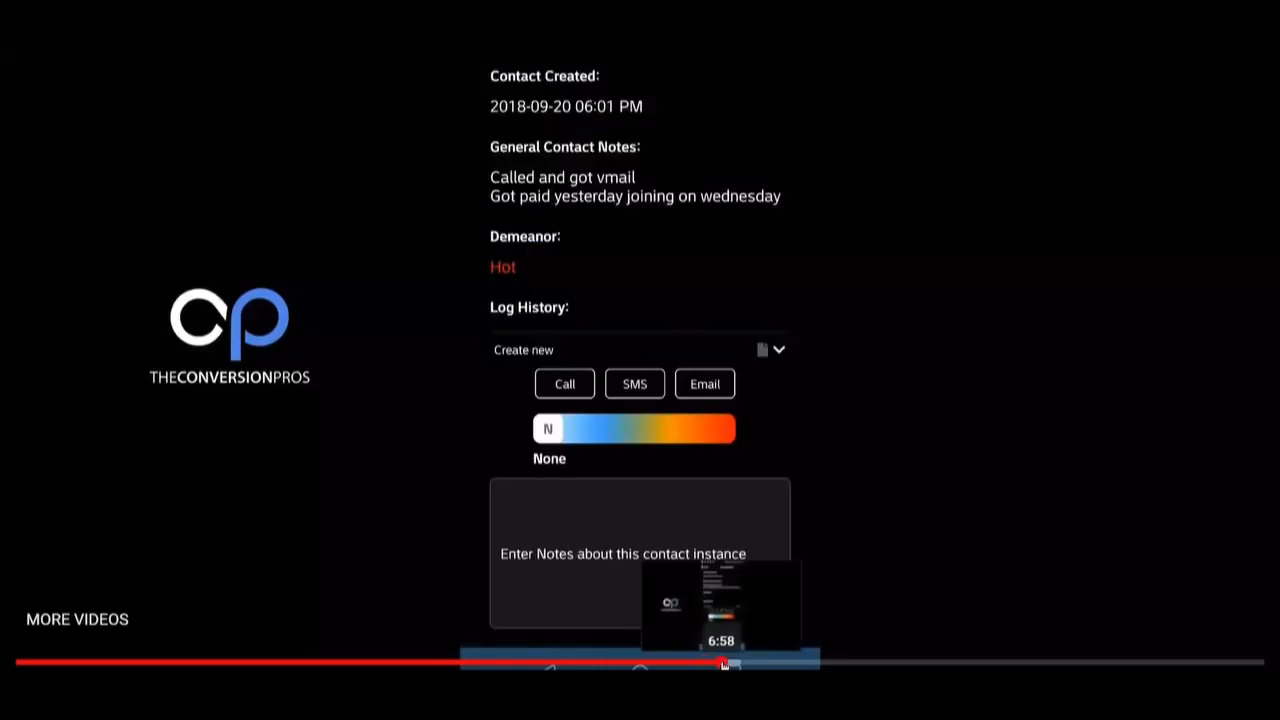 Contact Created:
2018-09-20 06:01 PM
General Contact Notes:
Called and got vmail
Got paid yesterday joining on wednesday
Demeanor:
Hot
Log History:
Create new
Call SMS Email
N
None
Enter Notes about this contact instance
cp
THECONVERSIONPROS
MORE VIDEOS
6:58